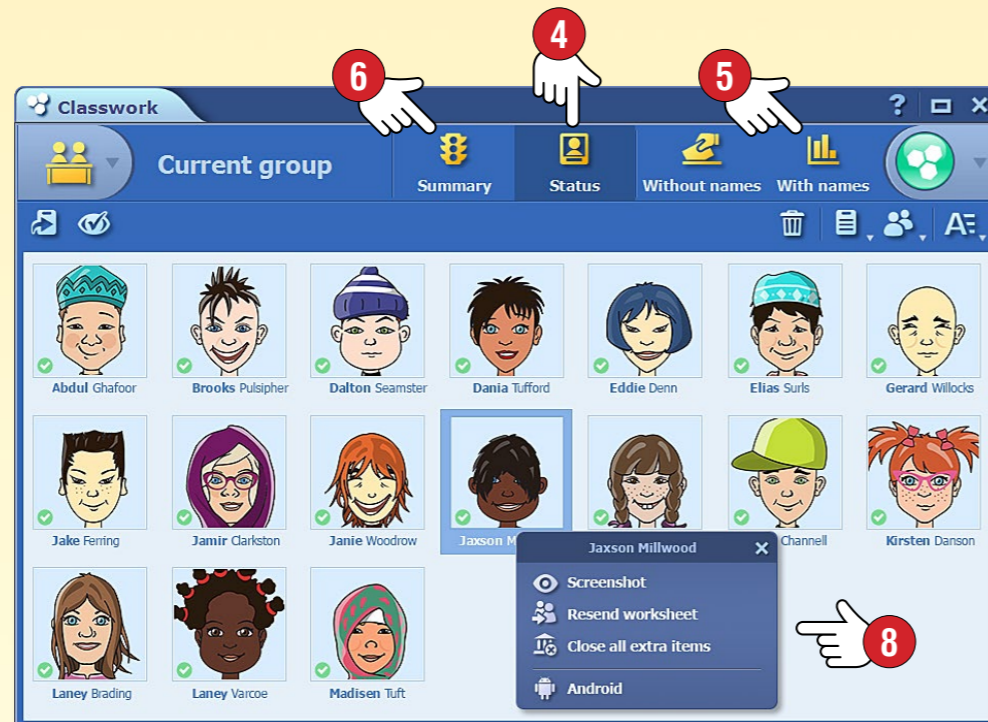 4
6
5
Classwork
?
Current group
Summary
Status
Without names
With names
A
Abdul Ghafoor
Brooks Pulsipher
Dalton Seamster
Dania Tufford
Eddie Denn
Elias Surls
Gerard Willocks
Jake Ferring
Jamir Clarkston
Janie Woodrow
Jaxson
Channell
Kirsten Danson
Jaxson Millwood
Screenshot
Resend worksheet
Close all extra items
Android
8
Laney Brading
Laney Varcoe
Madisen Tuft